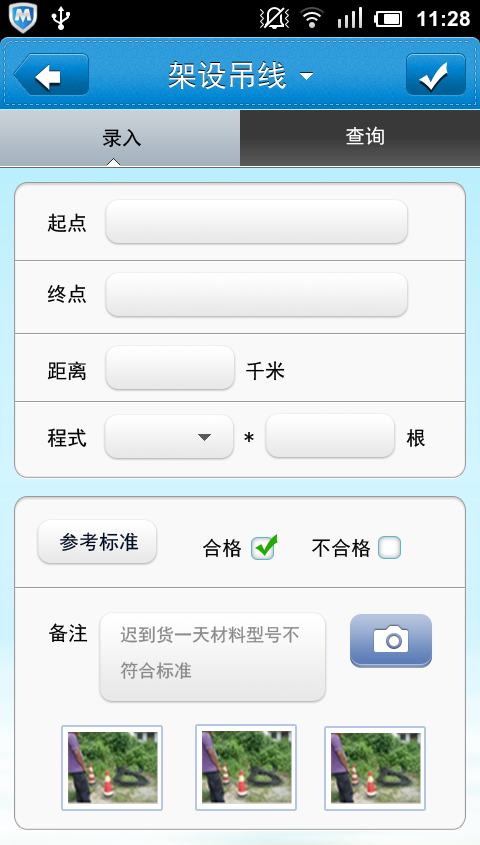 M
11:28
架设吊线
录入
查询
起点
终点
距离 千米
程式 * 根
参考标准 合格 不合格
备注 迟到货一天材料型号不
符合标准